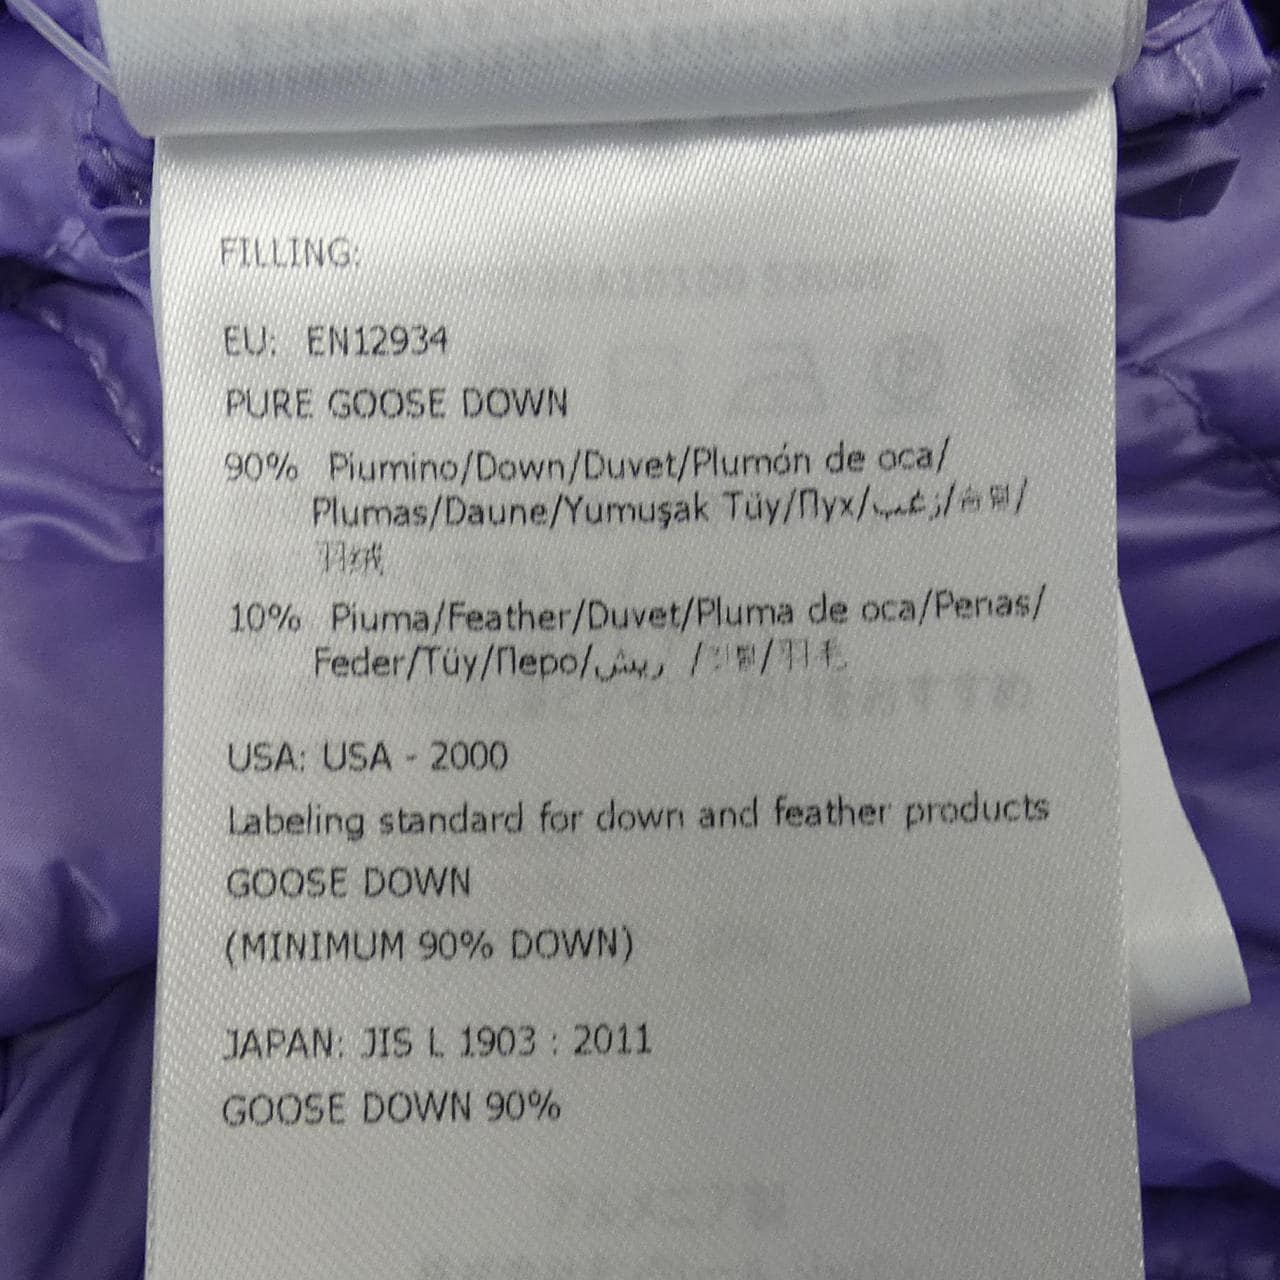 FILLING:
EU: EN12934
PURE GOOSE DOWN
90% Piumino/Down/Duvet/Plumón de oca/
Plumas/Daune/Yumuşak Tüy/Пух/زغب/솜털/
羽绒
10% Piuma/Feather/Duvet/Pluma de oca/Penas/
Feder/Tüy/Перо/ريش /깃털/羽毛
USA: USA - 2000
Labeling standard for down and feather products
GOOSE DOWN
(MINIMUM 90% DOWN)
JAPAN: JIS L 1903 : 2011
GOOSE DOWN 90%